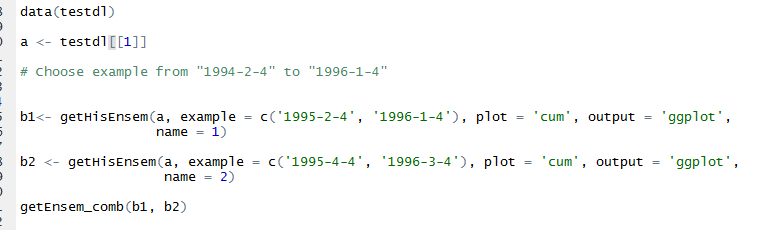 data(testdl)
a <- testdl[[1]]
# Choose example from "1994-2-4" to "1996-1-4"
b1<- getHisEnsem(a, example = c('1995-2-4', '1996-1-4'), plot = 'cum', output = 'ggplot',
name = 1)
b2 <- getHisEnsem(a, example = c('1995-4-4', '1996-3-4'), plot = 'cum', output = 'ggplot',
name = 2)
getEnsem_comb(b1, b2)